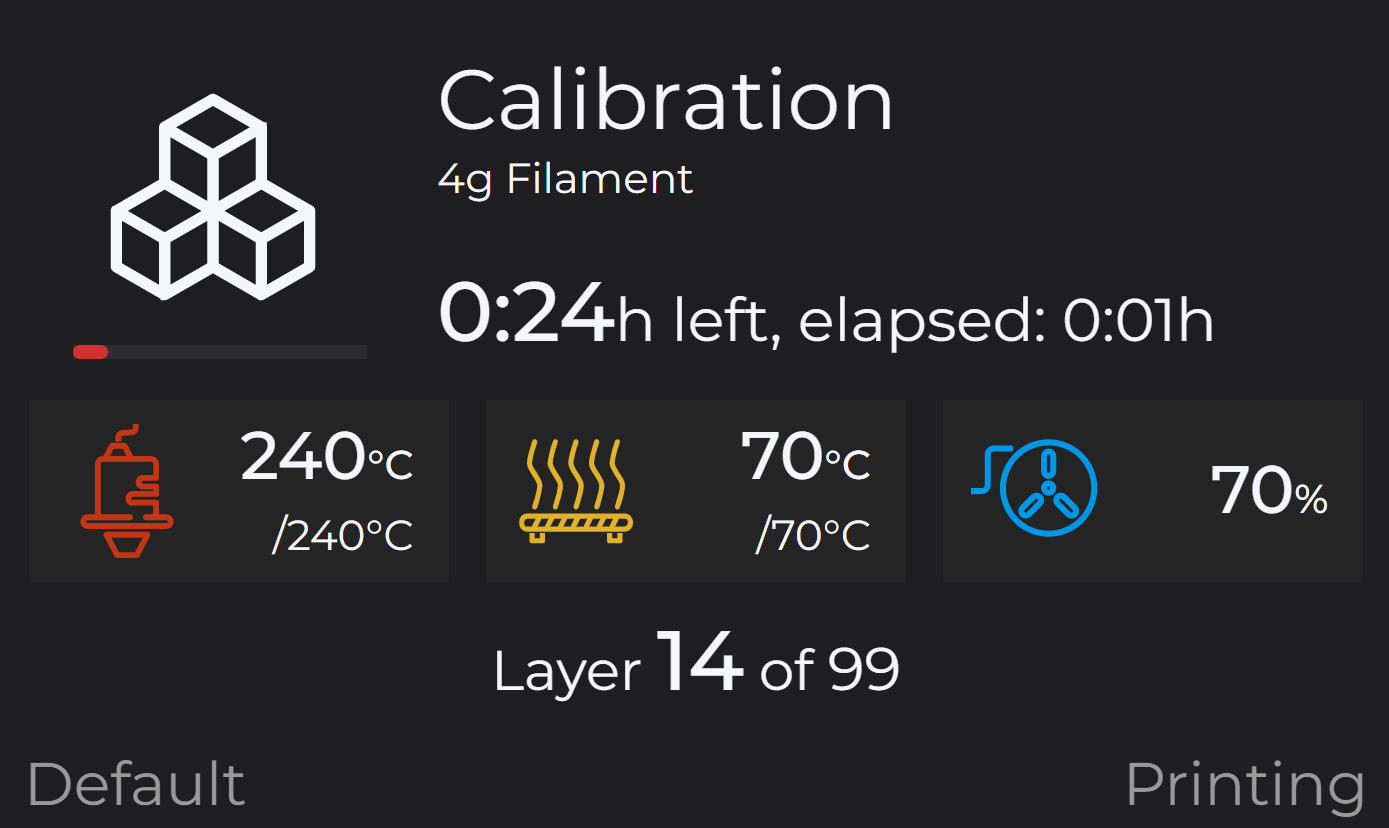 Calibration
4g Filament
0:24h left, elapsed: 0:01h
240°C
/240°C
70°C
/70°C
70%
Layer 14 of 99
Default
Printing